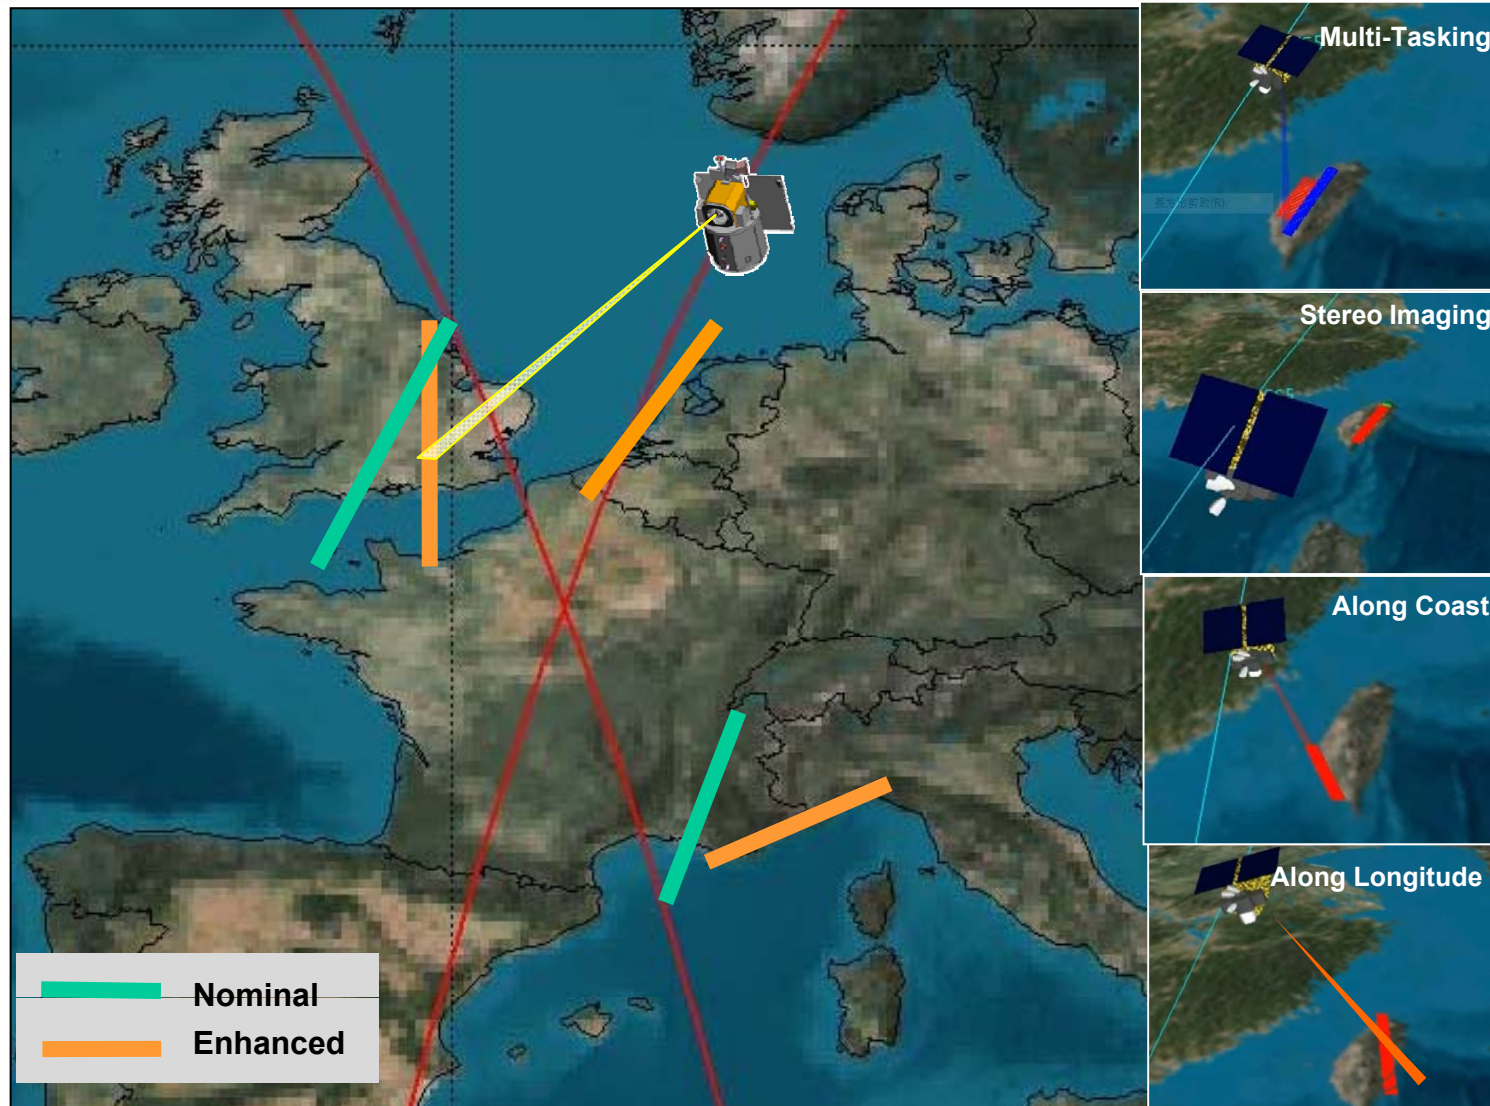 Multi-Tasking
Stereo Imaging
Along Coast
Along Longitude
Nominal
Enhanced